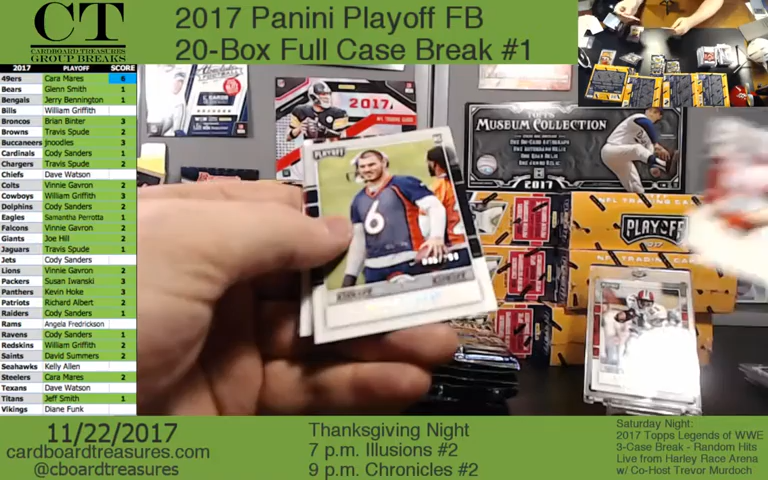 CT
CARDBOARD TREASURES
GROUP BREAKS
2017 Panini Playoff FB
20-Box Full Case Break #1
2017 PLAYOFF SCORE
49ers Cara Mares 6
Bears Glenn Smith 1
Bengals Jerry Bennington 1
Bills William Griffith
Broncos Brian Binter 3
Browns Travis Spude 2
Buccaneers Jnoodles 3
Cardinals Cody Sanders 1
Chargers Travis Spude 2
Chiefs Dave Watson
Colts Vinnie Gavron 2
Cowboys William Griffith 3
Dolphins Cody Sanders 2
Eagles Samantha Perrotta 1
Falcons Vinnie Gavron 2
Giants Joe Hill 2
Jaguars Travis Spude 1
Jets Cody Sanders
Lions Vinnie Gavron 2
Packers Susan Iwanski 3
Panthers Kevin Hoke 3
Patriots Richard Albert 2
Raiders Cody Sanders 1
Rams Angela Fredrickson
Ravens Cody Sanders 1
Redskins William Griffith 2
Saints David Summers 2
Seahawks Kelly Allen
Steelers Cara Mares 2
Texans Dave Watson
Titans Jeff Smith 1
Vikings Diane Funk
2017
TOPPS
MUSEUM COLLECTION
2017
PLAYOFF
6
NFL TRADING CARDS
PLAYOFF
11/22/2017
cardboardtreasures.com
@cboardtreasures
Thanksgiving Night
7 p.m. Illusions #2
9 p.m. Chronicles #2
Saturday Night:
2017 Topps Legends of WWE
3-Case Break - Random Hits
Live from Harley Race Arena
w/ Co-Host Trevor Murdoch